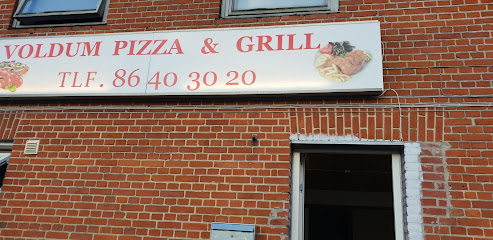 VOLDUM PIZZA & GRILL
TLF. 86 40 30 20